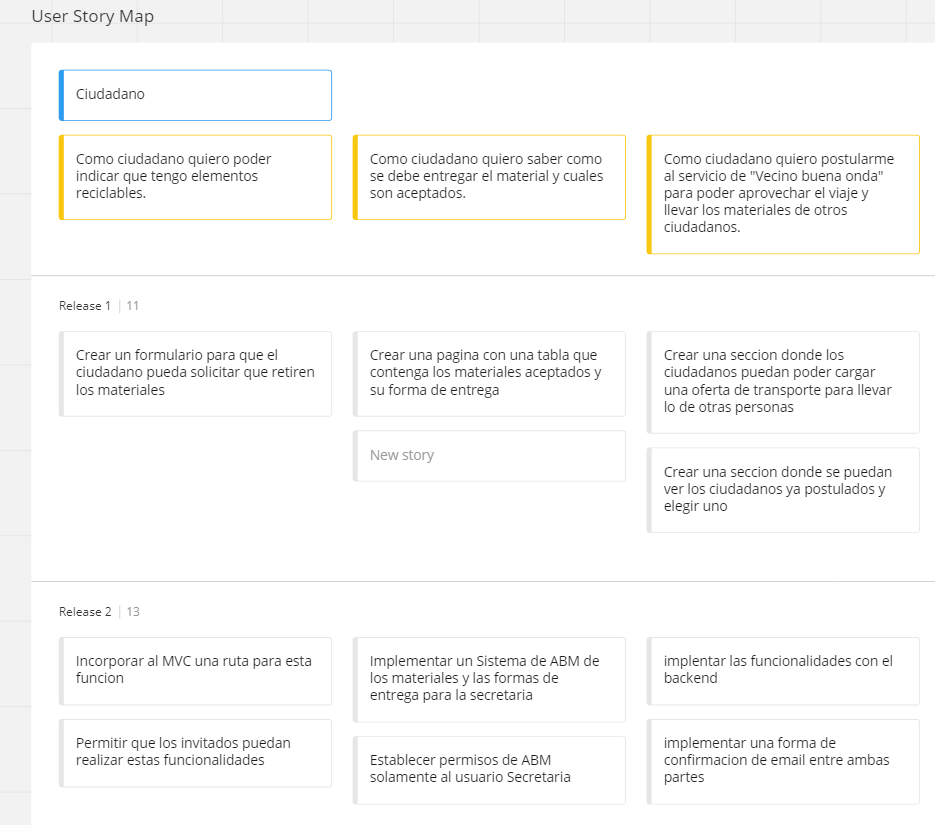 User Story Map
Ciudadano
Como ciudadano quiero poder
indicar que tengo elementos
reciclables.
Como ciudadano quiero saber como
se debe entregar el material y cuales
son aceptados.
Como ciudadano quiero postularme
al servicio de "Vecino buena onda"
para poder aprovechar el viaje y
llevar los materiales de otros
ciudadanos.
Release 1 | 11
Crear un formulario para que el
ciudadano pueda solicitar que retiren
los materiales
Crear una pagina con una tabla que
contenga los materiales aceptados y
su forma de entrega
New story
Crear una seccion donde los
ciudadanos puedan poder cargar
una oferta de transporte para llevar
lo de otras personas
Crear una seccion donde se puedan
ver los ciudadanos ya postulados y
elegir uno
Release 2 | 13
Incorporar al MVC una ruta para esta
funcion
Permitir que los invitados puedan
realizar estas funcionalidades
Implementar un Sistema de ABM de
los materiales y las formas de
entrega para la secretaria
Establecer permisos de ABM
solamente al usuario Secretaria
implentar las funcionalidades con el
backend
implementar una forma de
confirmacion de email entre ambas
partes